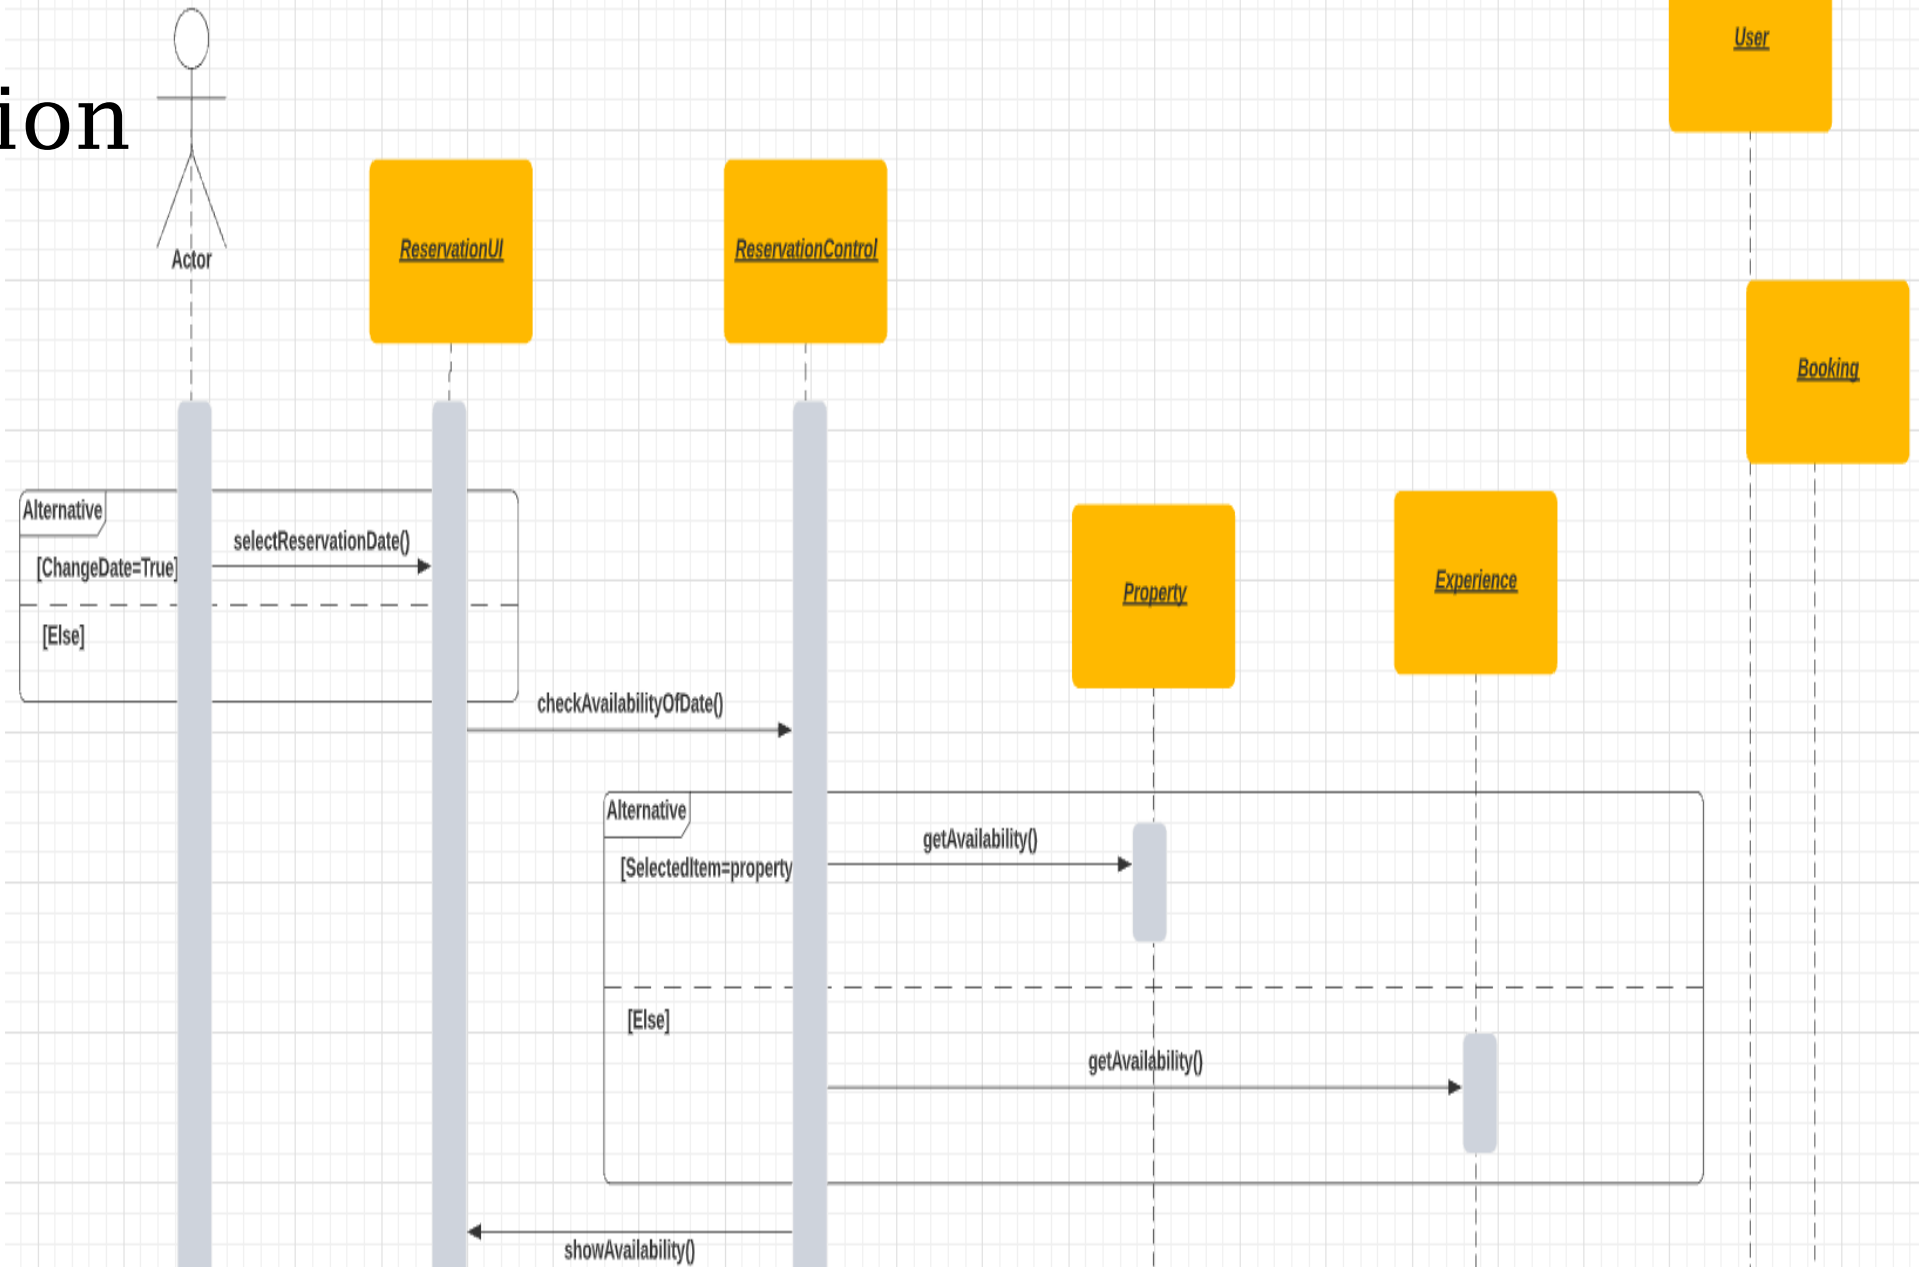 User
ion
ReservationUI
ReservationControl
Actor
Booking
Alternative
selectReservationDate()
[ChangeDate=True]
Experience
Property
[Else]
checkAvailabilityOfDate()
Alternative
getAvailability()
[SelectedItem=property
[Else]
getAvailability()
showAvailability()